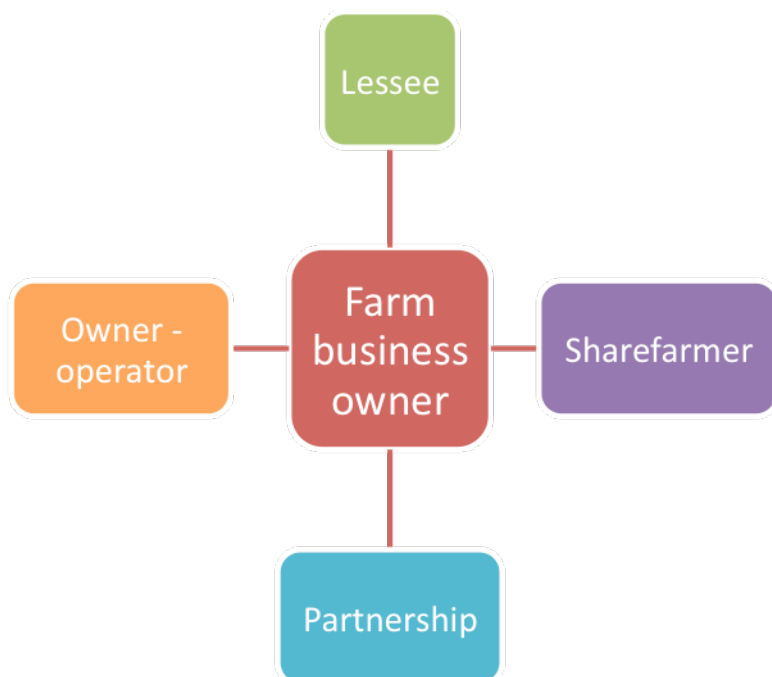 Lessee
Owner -
operator
Farm
business
owner
Sharefarmer
Partnership